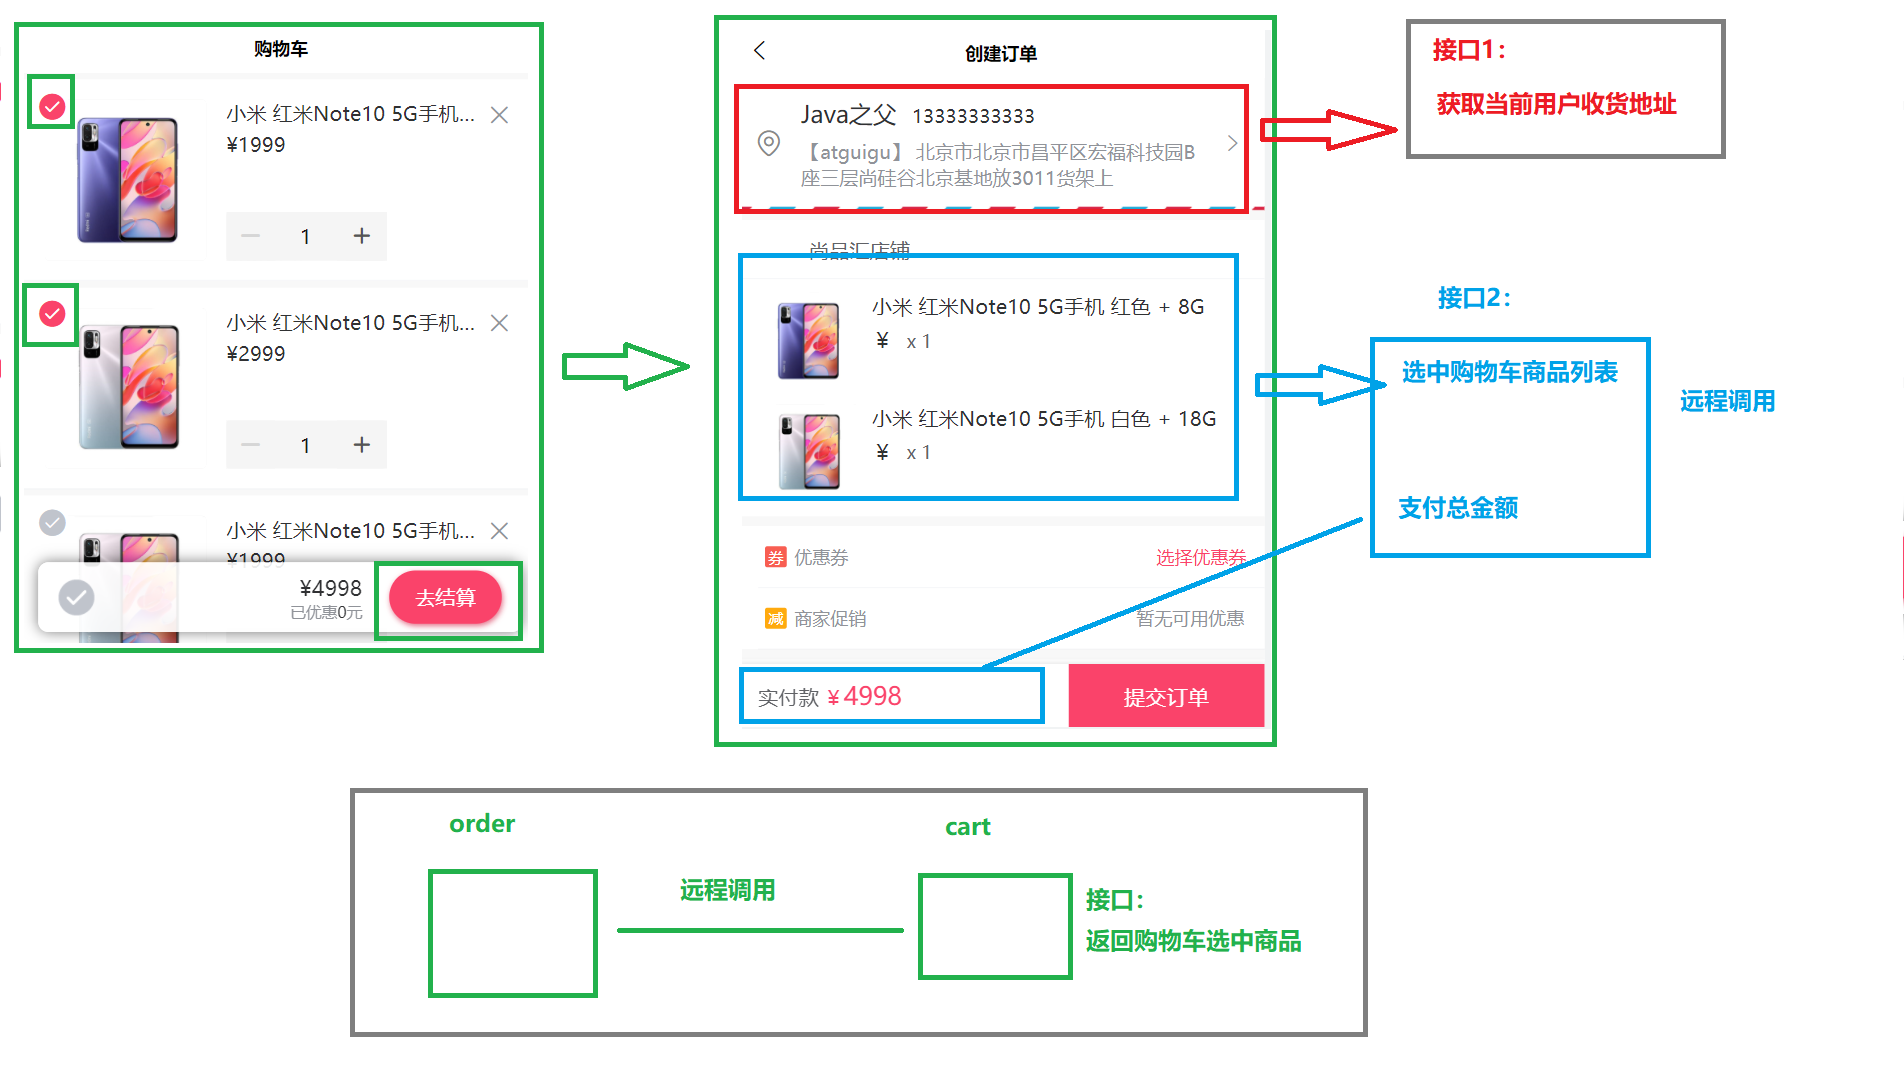 购物车
小米 红米Note10 5G手机...
¥1999
1
小米 红米Note10 5G手机...
¥2999
1
小米 红米Note10 5G手机...
¥1999
¥4998
已优惠0元
去结算
创建订单
Java之父 13333333333
【atguigu】 北京市北京市昌平区宏福科技园B
座三层尚硅谷北京基地放3011货架上
尚品汇店铺
小米 红米Note10 5G手机 红色 + 8G
¥ x 1
小米 红米Note10 5G手机 白色 + 18G
¥ x 1
券 优惠券 选择优惠券
减 商家促销 暂无可用优惠
实付款 ¥4998
提交订单
接口1：
获取当前用户收货地址
接口2：
选中购物车商品列表
支付总金额
远程调用
order
cart
远程调用
接口：
返回购物车选中商品